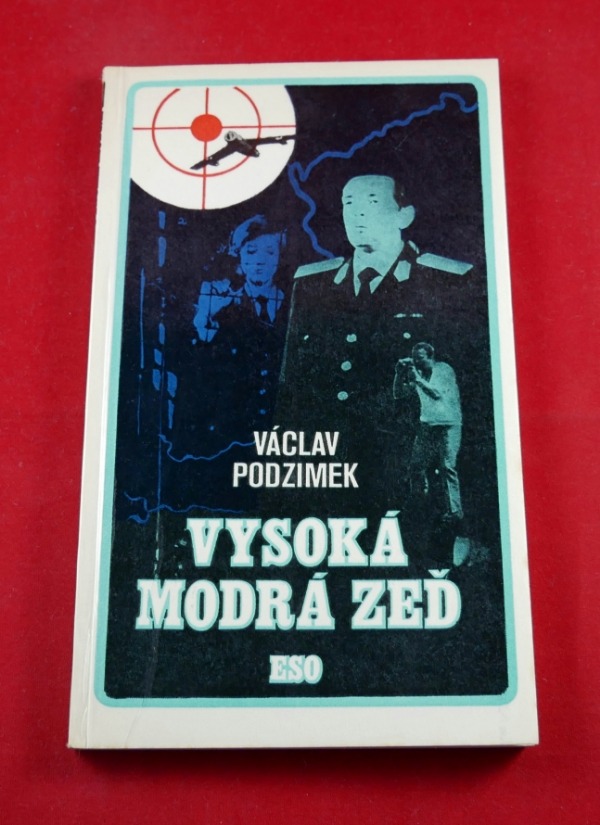 VÁCLAV
PODZIMEK
VYSOKÁ
MODRÁ ZEĎ
ESO